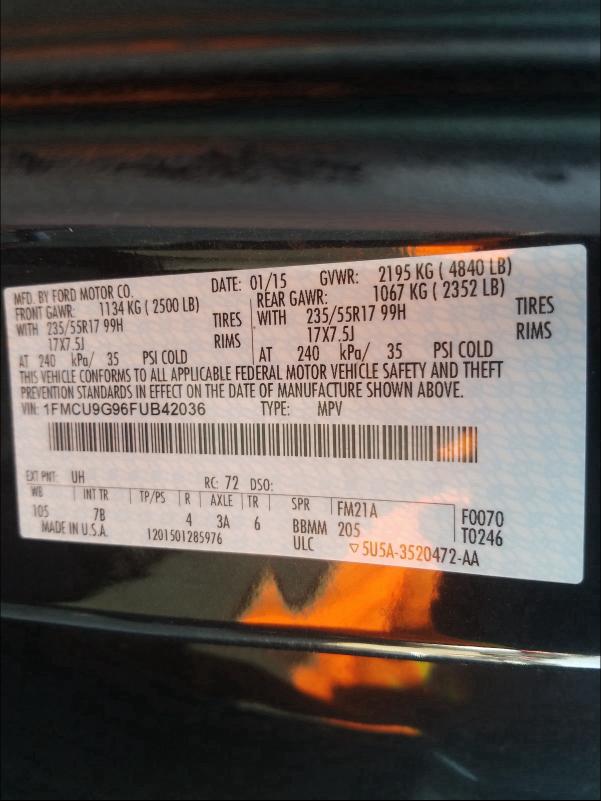 MFD. BY FORD MOTOR CO. DATE: 01/15 GVWR: 2195 KG ( 4840 LB)
FRONT GAWR: 1134 KG ( 2500 LB) REAR GAWR: 1067 KG ( 2352 LB)
WITH 235/55R17 99H TIRES WITH 235/55R17 99H TIRES
17X7.5J RIMS 17X7.5J RIMS
AT 240 kPa/ 35 PSI COLD AT 240 kPa/ 35 PSI COLD
THIS VEHICLE CONFORMS TO ALL APPLICABLE FEDERAL MOTOR VEHICLE SAFETY AND THEFT
PREVENTION STANDARDS IN EFFECT ON THE DATE OF MANUFACTURE SHOWN ABOVE.
VIN: 1FMCU9G96FUB42036 TYPE: MPV
EXT PNT: UH RC: 72 DSO:
WB INT TR TP/PS R AXLE TR SPR FM21A F0070
105 7B 4 3A 6 BBMM 205 T0246
MADE IN U.S.A. 1201501285976 ULC ▽5U5A-3520472-AA